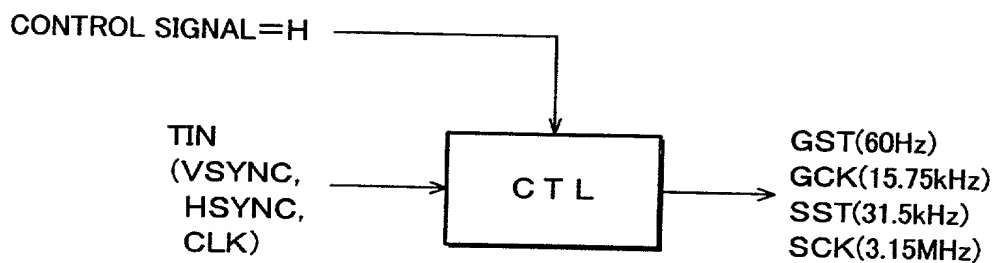 CONTROL SIGNAL=H
TIN
(VSYNC,
HSYNC,
CLK)
CTL
GST(60Hz)
GCK(15.75kHz)
SST(31.5kHz)
SCK(3.15MHz)